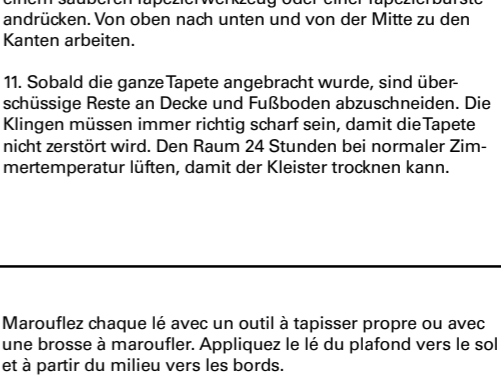 einem sauberen Tapezierwerkzeug oder einer Tapezierbürste
andrücken. Von oben nach unten und von der Mitte zu den
Kanten arbeiten.
11. Sobald die ganze Tapete angebracht wurde, sind über-
schüssige Reste an Decke und Fußboden abzuschneiden. Die
Klingen müssen immer richtig scharf sein, damit die Tapete
nicht zerstört wird. Den Raum 24 Stunden bei normaler Zim-
mertemperatur lüften, damit der Kleister trocknen kann.
Marouflez chaque lé avec un outil à tapisser propre ou avec
une brosse à maroufler. Appliquez le lé du plafond vers le sol
et à partir du milieu vers les bords.